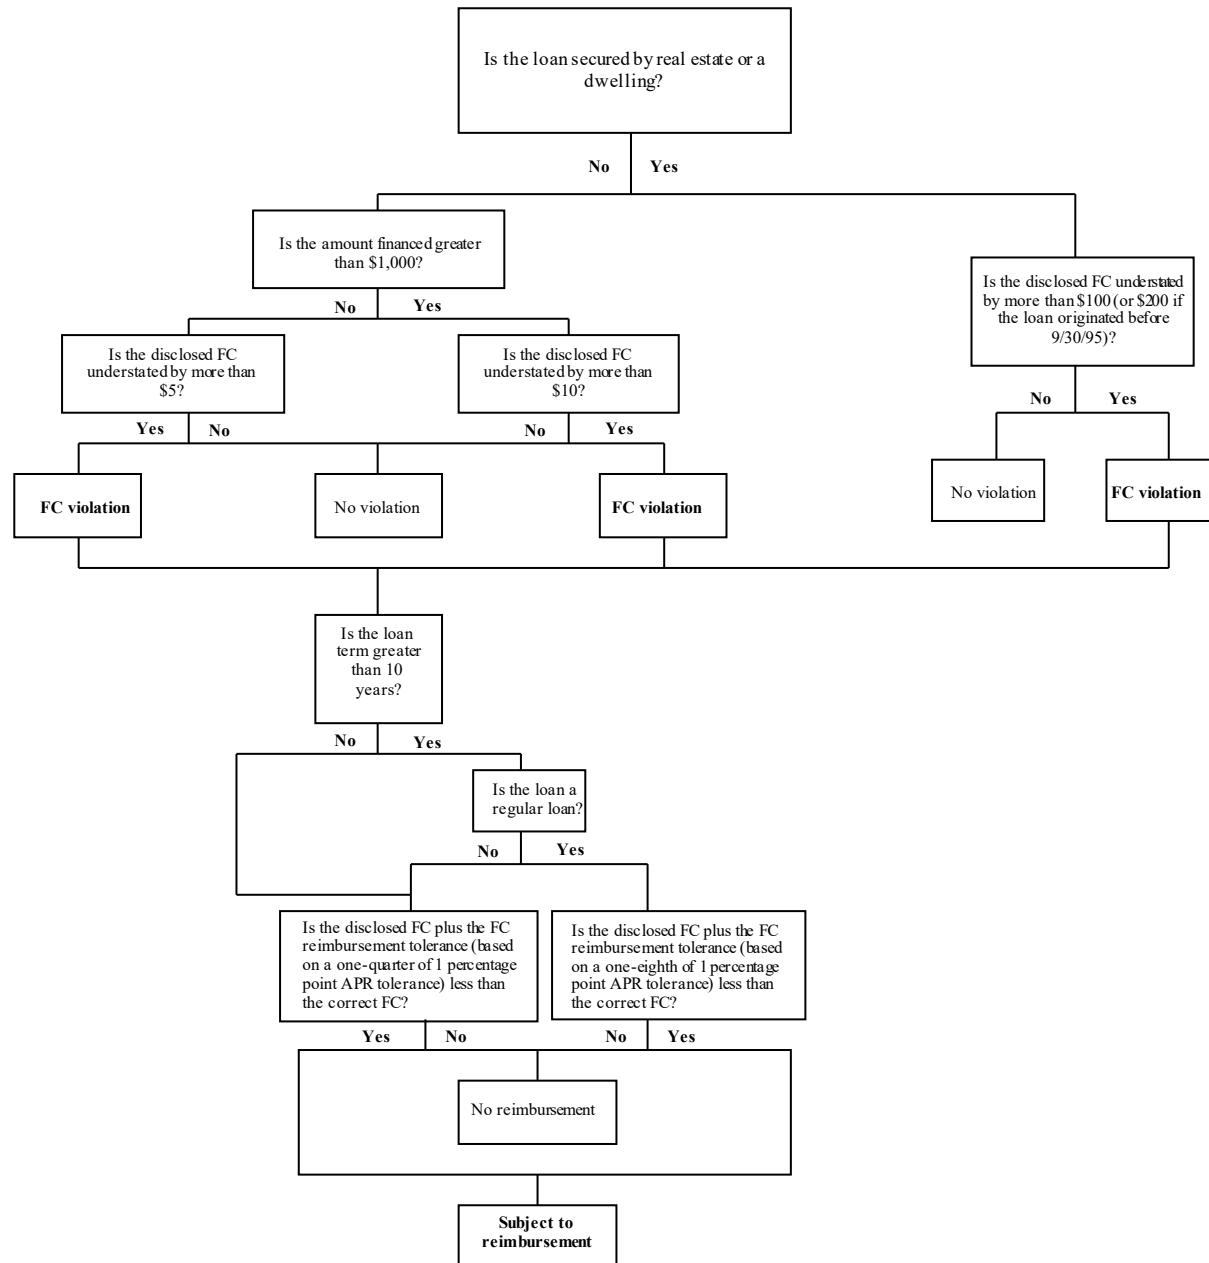 Is the loan secured by real estate or a
dwelling?
No
Yes
Is the amount financed greater
than $1,000?
Is the disclosed FC understated
by more than $100 (or $200 if
the loan originated before
9/30/95)?
No
Yes
Is the disclosed FC
understated by more than
$5?
Is the disclosed FC
understated by more than
$10?
No
Yes
Yes
No
No
Yes
FC violation
No violation
FC violation
No violation
FC violation
Is the loan
term greater
than 10
years?
No
Yes
Is the loan a
regular loan?
No
Yes
Is the disclosed FC plus the FC
reimbursement tolerance (based
on a one-quarter of 1 percentage
point APR tolerance) less than
the correct FC?
Is the disclosed FC plus the FC
reimbursement tolerance (based
on a one-eighth of 1 percentage
point APR tolerance) less than
the correct FC?
Yes
No
No
Yes
No reimbursement
Subject to
reimbursement